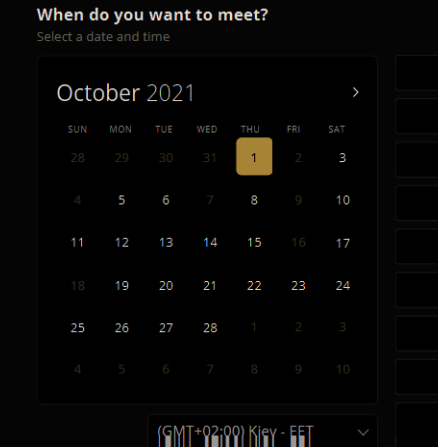 When do you want to meet?
Select a date and time
October 2021
SUN MON TUE WED THU FRI SAT
28 29 30 31 1 2 3
4 5 6 7 8 9 10
11 12 13 14 15 16 17
18 19 20 21 22 23 24
25 26 27 28 1 2 3
4 5 6 7 8 9 10
(GMT+02:00) Kiev - EET